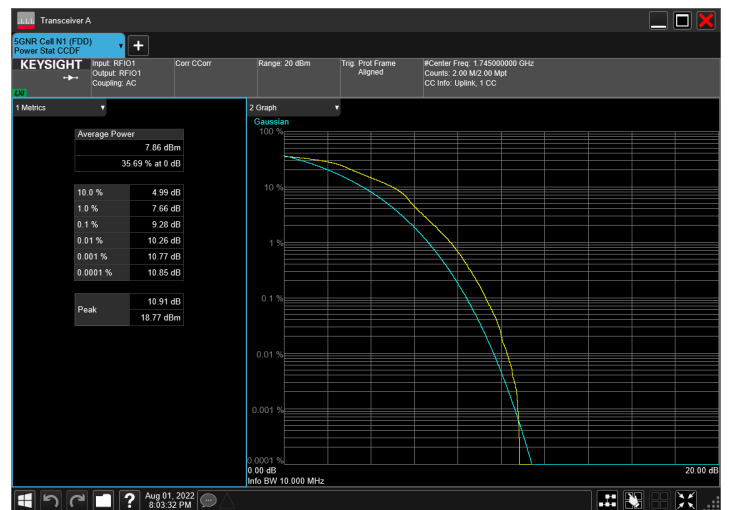 Transceiver A
5GNR Cell N1 (FDD)
Power Stat CCDF
KEYSIGHT
Input: RFIO1
Output: RFIO1
Coupling: AC
Corr CCorr
Range: 20 dBm
Trig: Prot Frame
Aligned
#Center Freq: 1.745000000 GHz
Counts: 2.00 M/2.00 Mpt
CC Info: Uplink, 1 CC
LXI
1 Metrics
Average Power
7.86 dBm
35.69 % at 0 dB
10.0 % 4.99 dB
1.0 % 7.66 dB
0.1 % 9.28 dB
0.01 % 10.26 dB
0.001 % 10.77 dB
0.0001 % 10.85 dB
Peak
10.91 dB
18.77 dBm
2 Graph
Gaussian
100 %
10 %
1 %
0.1 %
0.01 %
0.001 %
0.0001 %
0.00 dB
20.00 dB
Info BW 10.000 MHz
?
Aug 01, 2022
8:03:32 PM